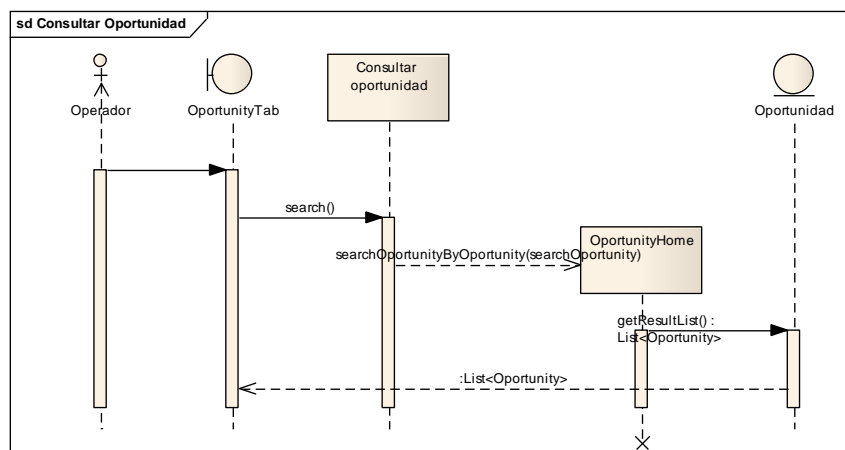 sd Consultar Oportunidad
Operador
OportunityTab
Consultar
oportunidad
Oportunidad
search()
OportunityHome
searchOportunityByOportunity(searchOportunity)
getResultList() :
List<Oportunity>
:List<Oportunity>